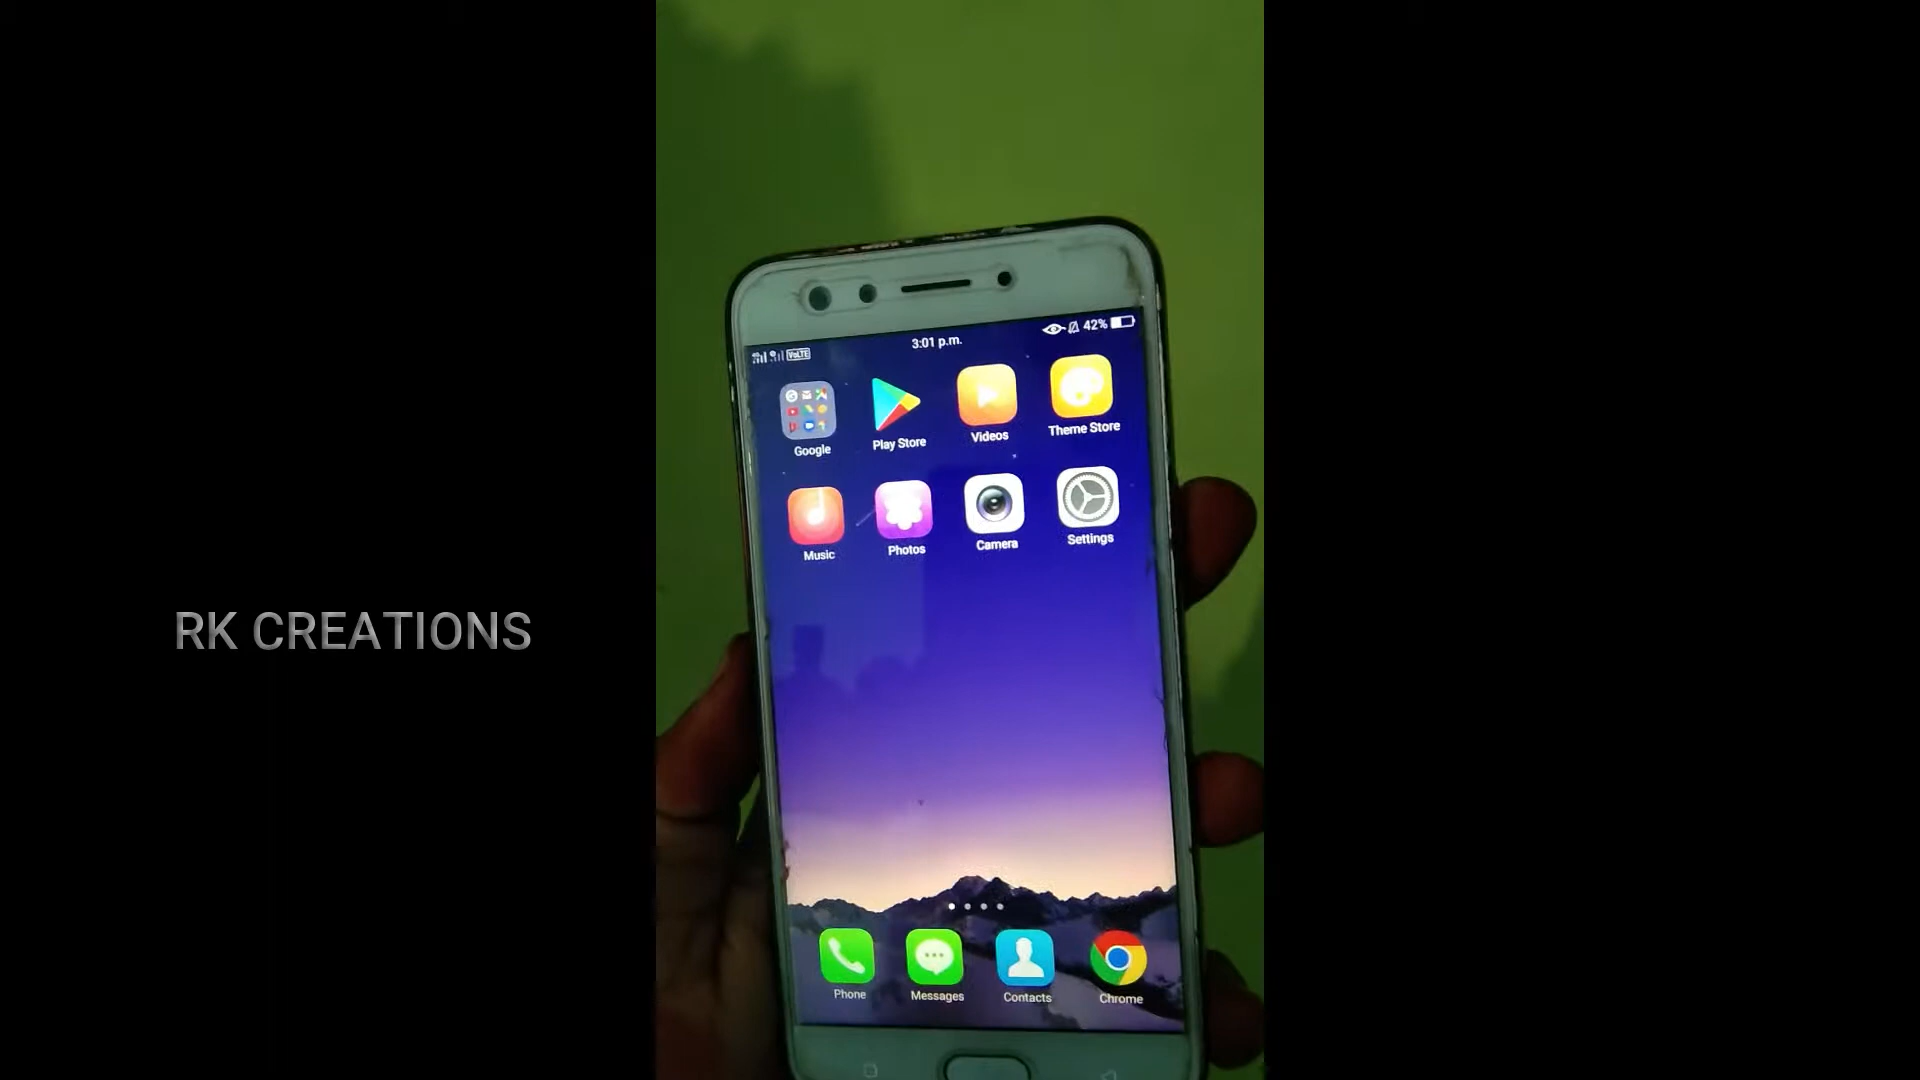 VoLTE
3:01 p.m.
42%
Google
Play Store
Videos
Theme Store
Music
Photos
Camera
Settings
RK CREATIONS
Phone
Messages
Contacts
Chrome